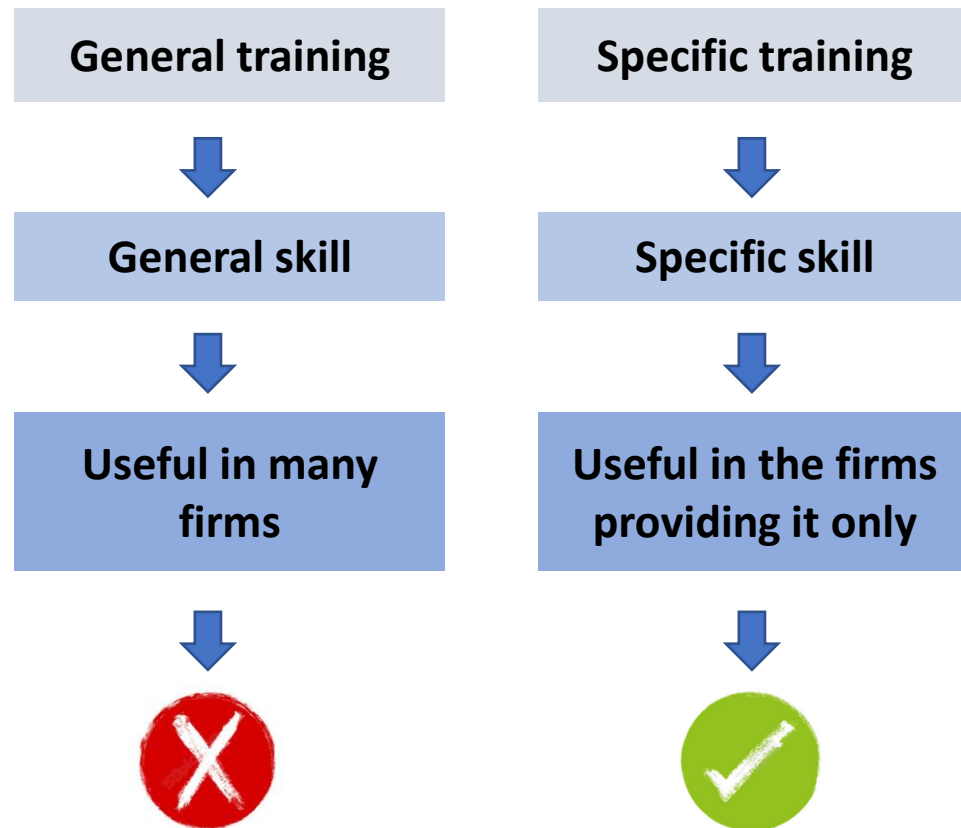 General training
Specific training
General skill
Specific skill
Useful in many
firms
Useful in the firms
providing it only